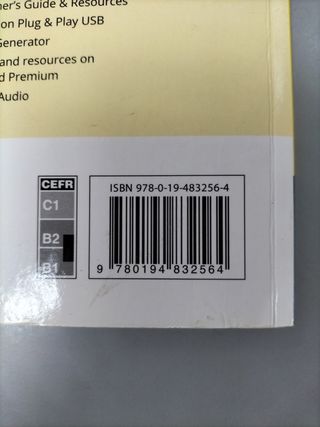 ner's Guide & Resources
on Plug & Play USB
Generator
and resources on
d Premium
Audio
CEFR
C1
B2
B1
ISBN 978-0-19-483256-4
9 780194 832564